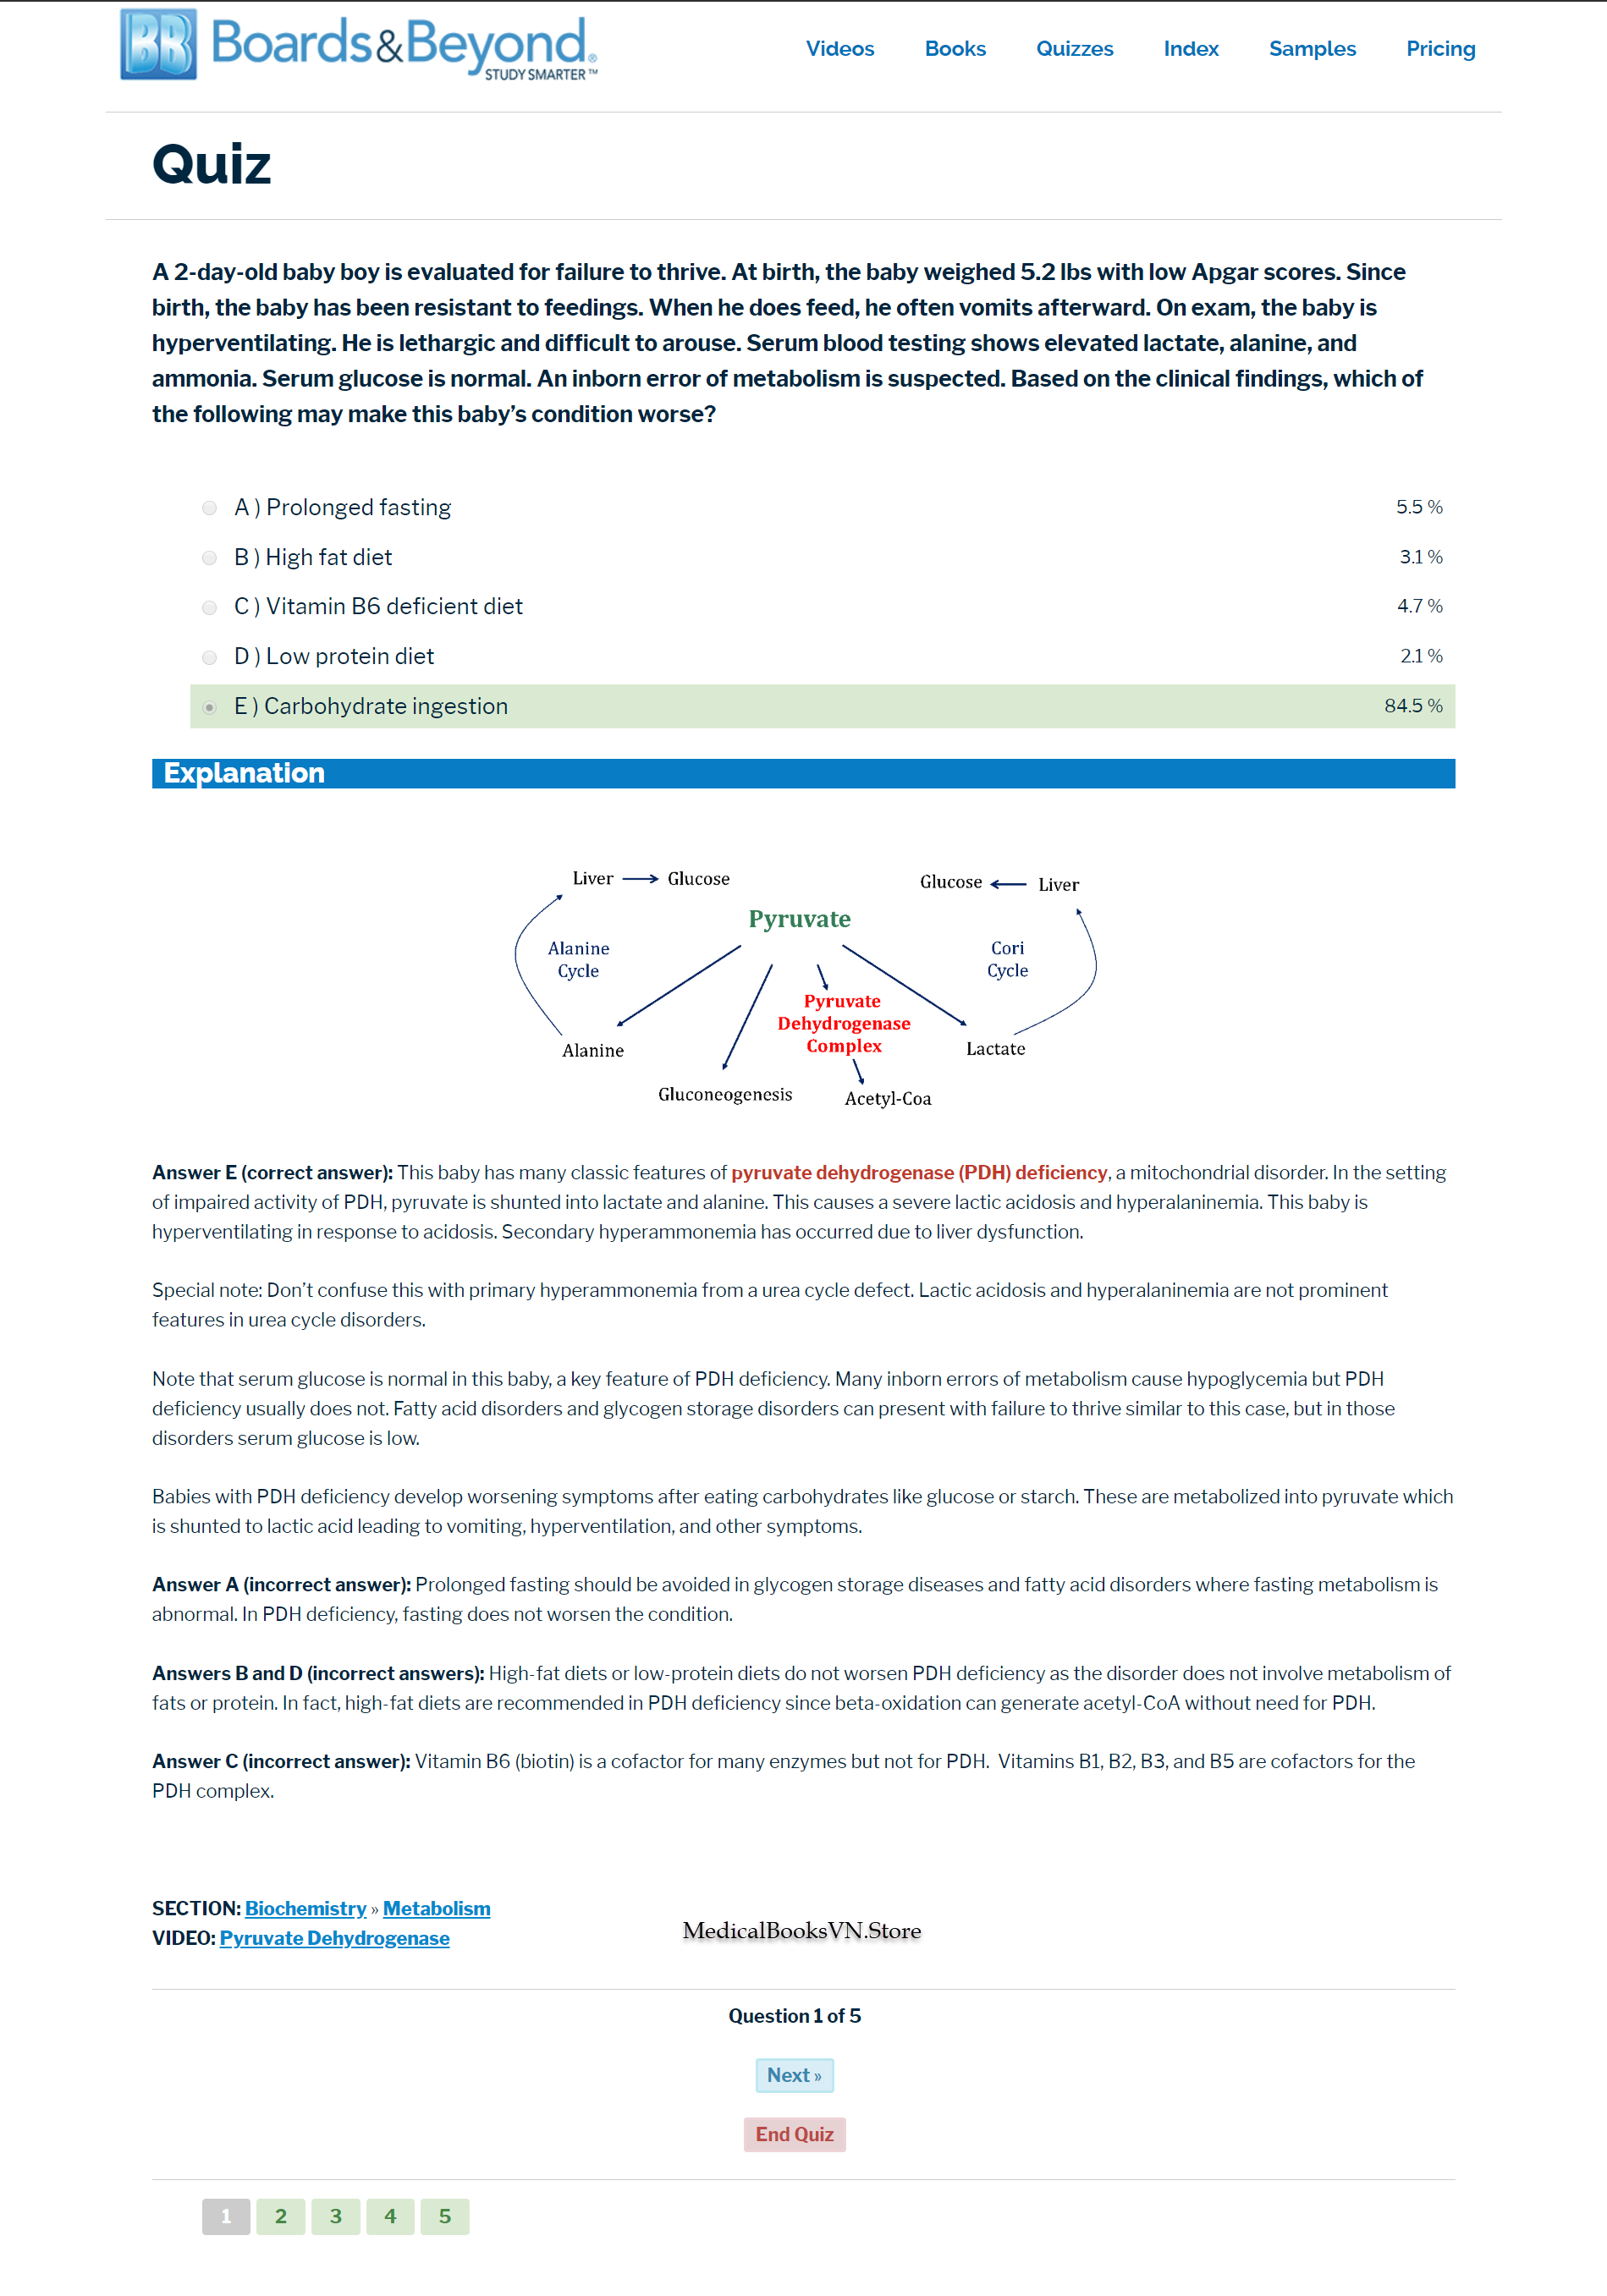 BB Boards&Beyond®
STUDY SMARTER™
Videos Books Quizzes Index Samples Pricing
Quiz
A 2-day-old baby boy is evaluated for failure to thrive. At birth, the baby weighed 5.2 lbs with low Apgar scores. Since
birth, the baby has been resistant to feedings. When he does feed, he often vomits afterward. On exam, the baby is
hyperventilating. He is lethargic and difficult to arouse. Serum blood testing shows elevated lactate, alanine, and
ammonia. Serum glucose is normal. An inborn error of metabolism is suspected. Based on the clinical findings, which of
the following may make this baby's condition worse?
A ) Prolonged fasting 5.5 %
B ) High fat diet 3.1 %
C ) Vitamin B6 deficient diet 4.7 %
D ) Low protein diet 2.1 %
E ) Carbohydrate ingestion 84.5 %
Explanation
Liver Glucose Glucose Liver
Pyruvate
Alanine
Cycle
Cori
Cycle
Pyruvate
Dehydrogenase
Complex
Alanine Lactate
Gluconeogenesis Acetyl-Coa
Answer E (correct answer): This baby has many classic features of pyruvate dehydrogenase (PDH) deficiency, a mitochondrial disorder. In the setting
of impaired activity of PDH, pyruvate is shunted into lactate and alanine. This causes a severe lactic acidosis and hyperalaninemia. This baby is
hyperventilating in response to acidosis. Secondary hyperammonemia has occurred due to liver dysfunction.
Special note: Don't confuse this with primary hyperammonemia from a urea cycle defect. Lactic acidosis and hyperalaninemia are not prominent
features in urea cycle disorders.
Note that serum glucose is normal in this baby, a key feature of PDH deficiency. Many inborn errors of metabolism cause hypoglycemia but PDH
deficiency usually does not. Fatty acid disorders and glycogen storage disorders can present with failure to thrive similar to this case, but in those
disorders serum glucose is low.
Babies with PDH deficiency develop worsening symptoms after eating carbohydrates like glucose or starch. These are metabolized into pyruvate which
is shunted to lactic acid leading to vomiting, hyperventilation, and other symptoms.
Answer A (incorrect answer): Prolonged fasting should be avoided in glycogen storage diseases and fatty acid disorders where fasting metabolism is
abnormal. In PDH deficiency, fasting does not worsen the condition.
Answers B and D (incorrect answers): High-fat diets or low-protein diets do not worsen PDH deficiency as the disorder does not involve metabolism of
fats or protein. In fact, high-fat diets are recommended in PDH deficiency since beta-oxidation can generate acetyl-CoA without need for PDH.
Answer C (incorrect answer): Vitamin B6 (biotin) is a cofactor for many enzymes but not for PDH. Vitamins B1, B2, B3, and B5 are cofactors for the
PDH complex.
SECTION: Biochemistry » Metabolism
VIDEO: Pyruvate Dehydrogenase
MedicalBooksVN.Store
Question 1 of 5
Next »
End Quiz
1 2 3 4 5